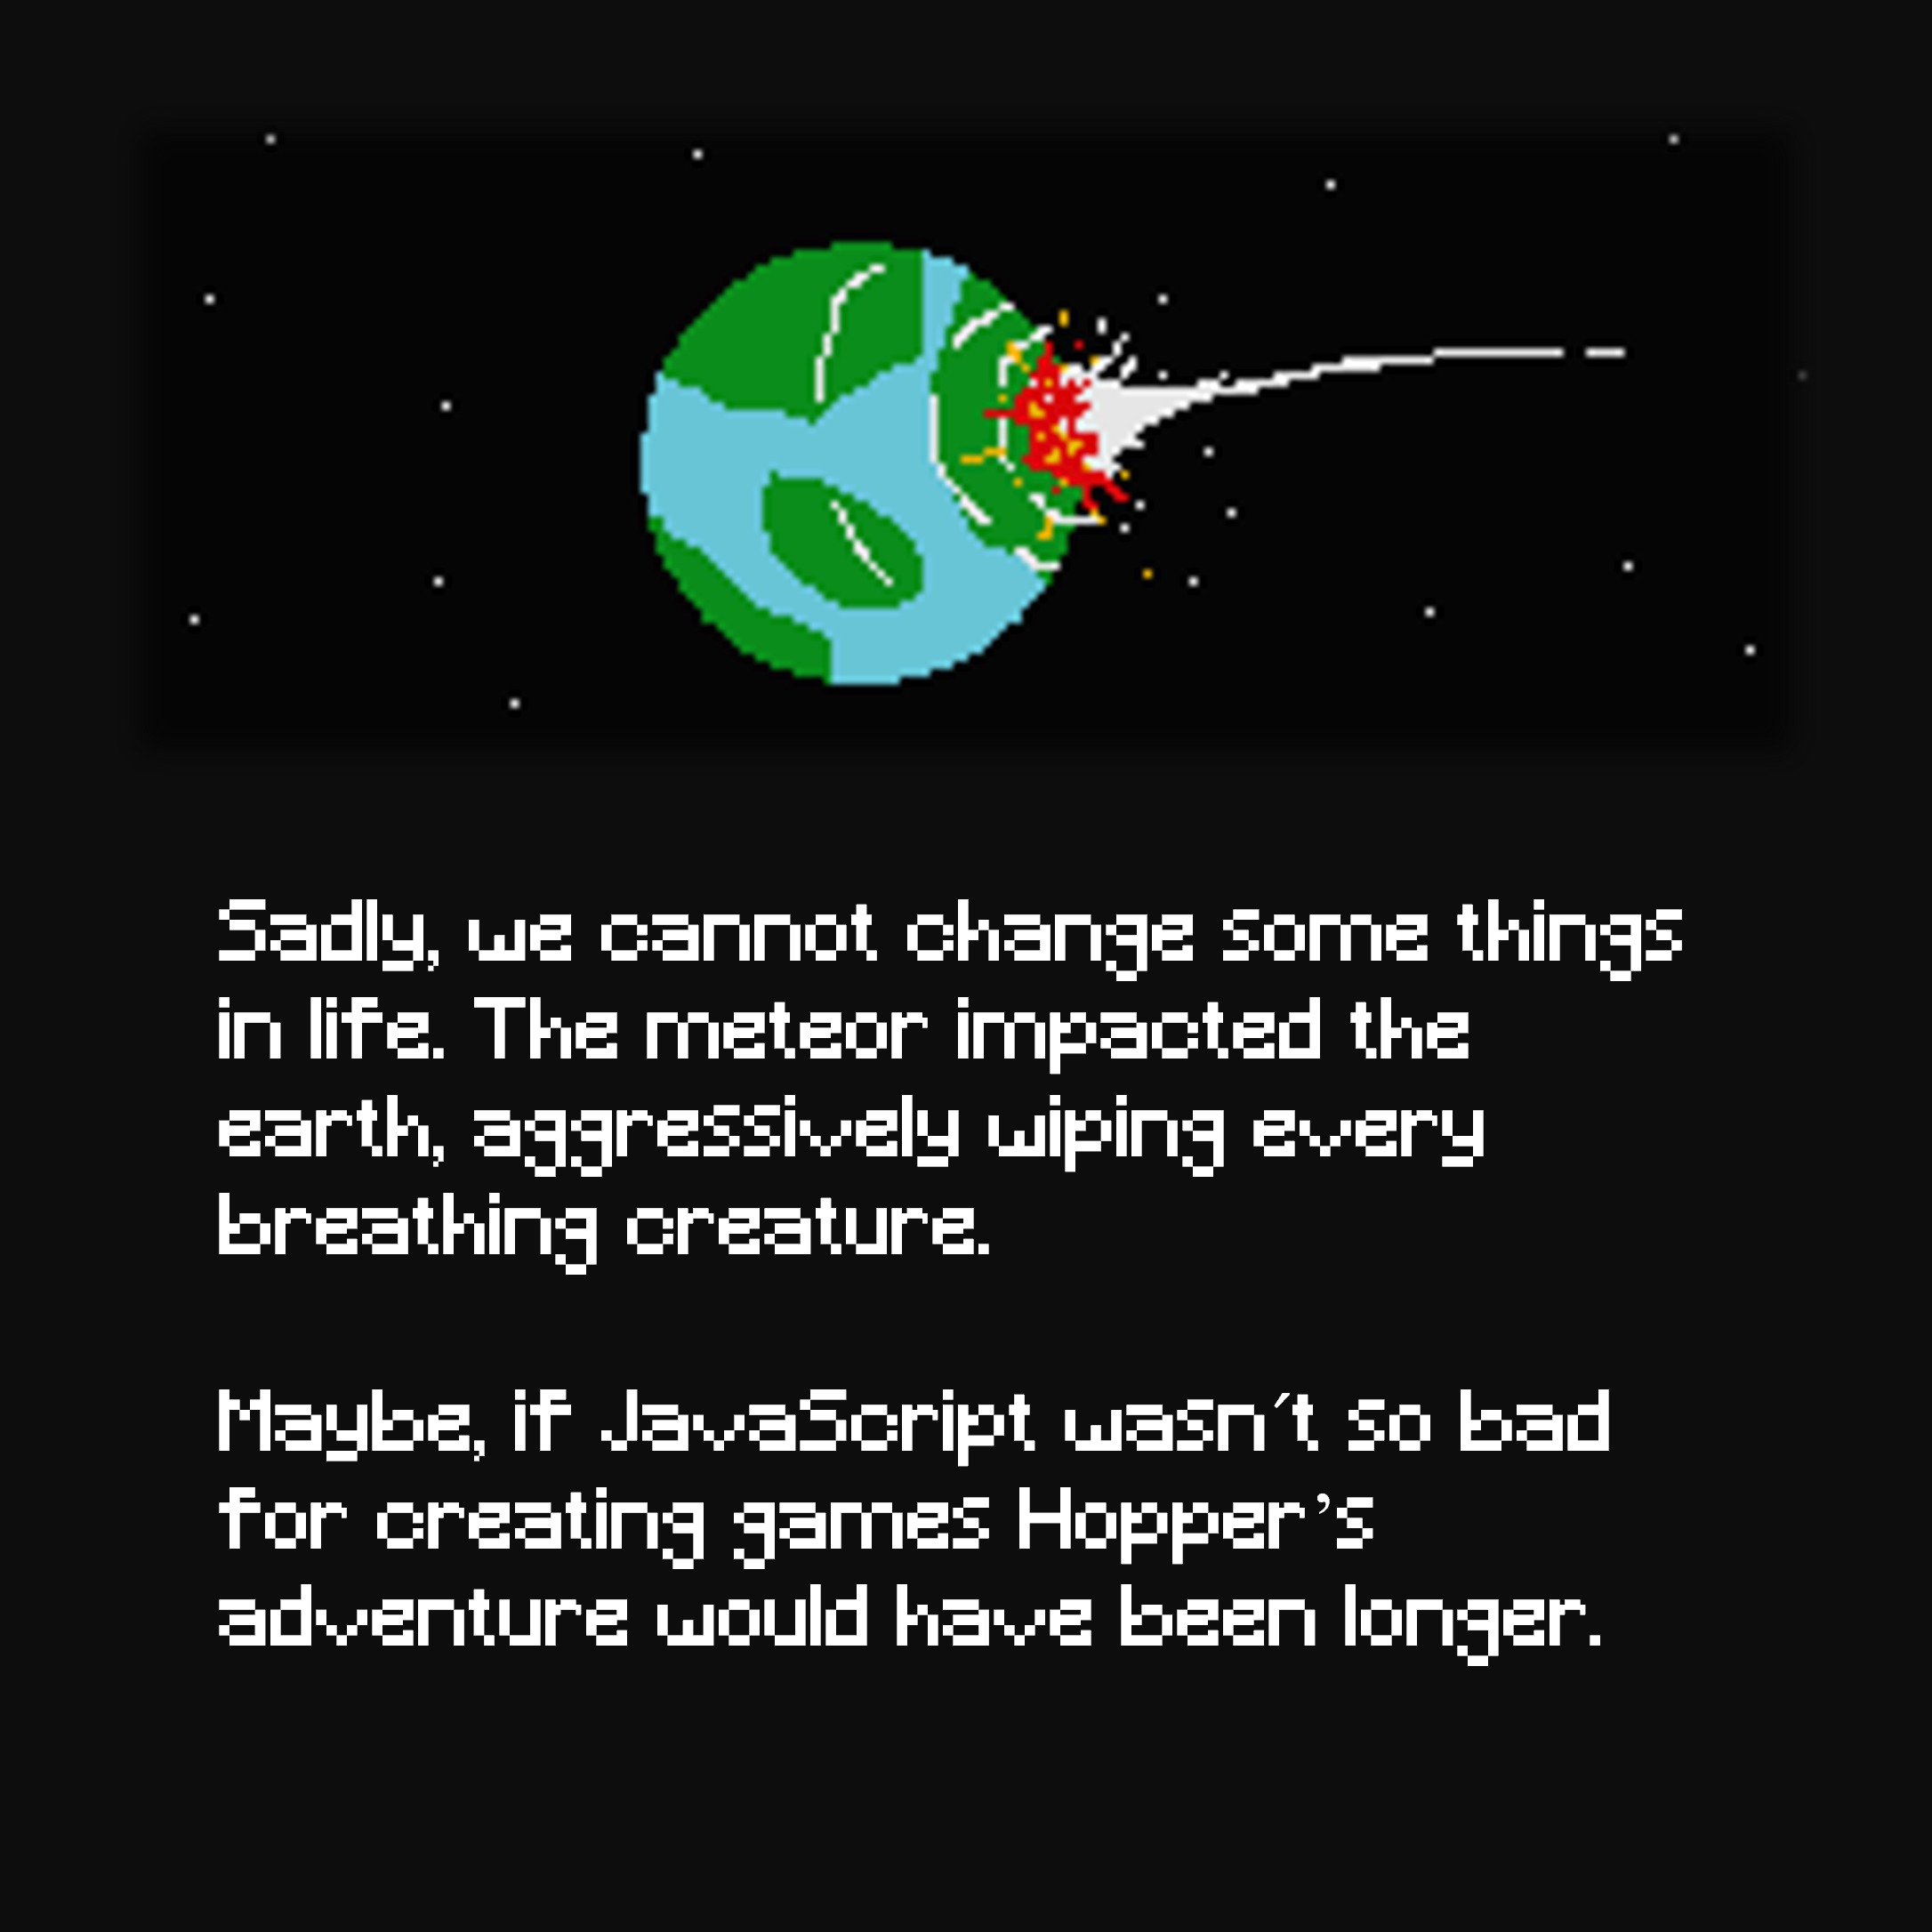 Sadly, we cannot change some things
in life. The meteor impacted the
earth, aggressively wiping every
breathing creature.
Maybe, if JavaScript wasn´t so bad
for creating games Hopper’s
adventure would have been longer.